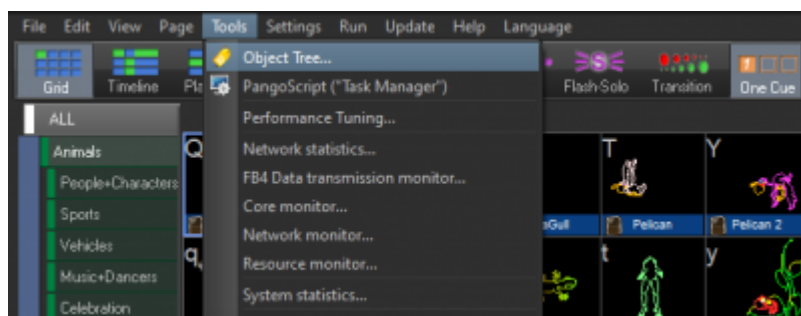 File Edit View Page Tools Settings Run Update Help Language
Grid Timeline Flash-Solo Transition One Cue
Object Tree...
PangoScript ("Task Manager")
Performance Tuning...
Network statistics...
FB4 Data transmission monitor...
Core monitor...
Network monitor...
Resource monitor...
System statistics...
ALL
Animals
People+Characters
Sports
Vehicles
Music+Dancers
Celebration
Q T Y
Pelican Pelican 2
q t y